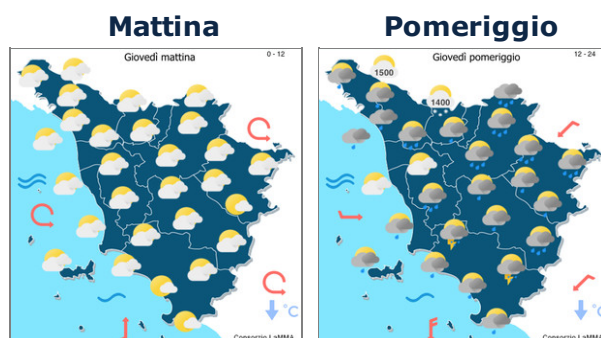 Mattina
Pomeriggio
Giovedì mattina
0 - 12
Giovedì pomeriggio
12 - 24
1500
1400
°C
°C
Consorzio LaMMA
Consorzio LaMMA